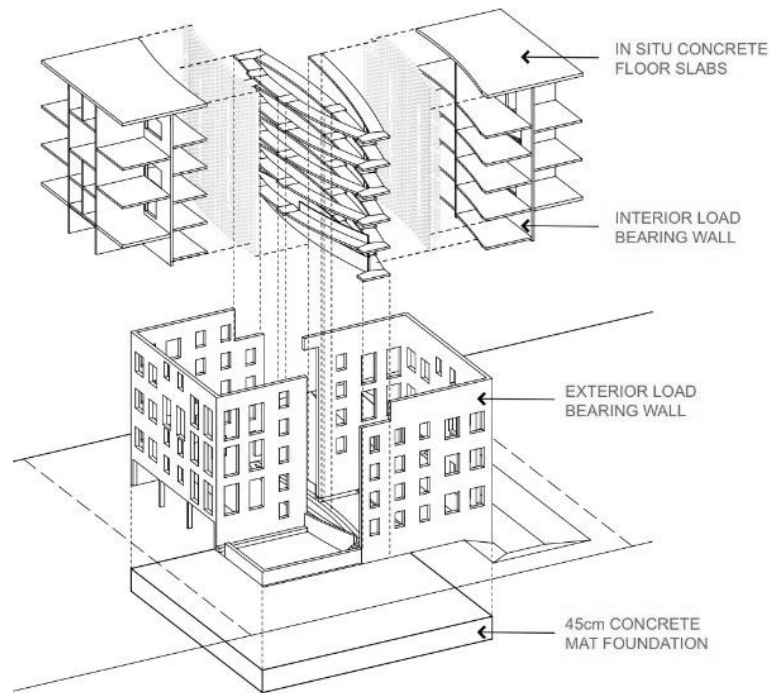 IN SITU CONCRETE
FLOOR SLABS
INTERIOR LOAD
BEARING WALL
EXTERIOR LOAD
BEARING WALL
45cm CONCRETE
MAT FOUNDATION